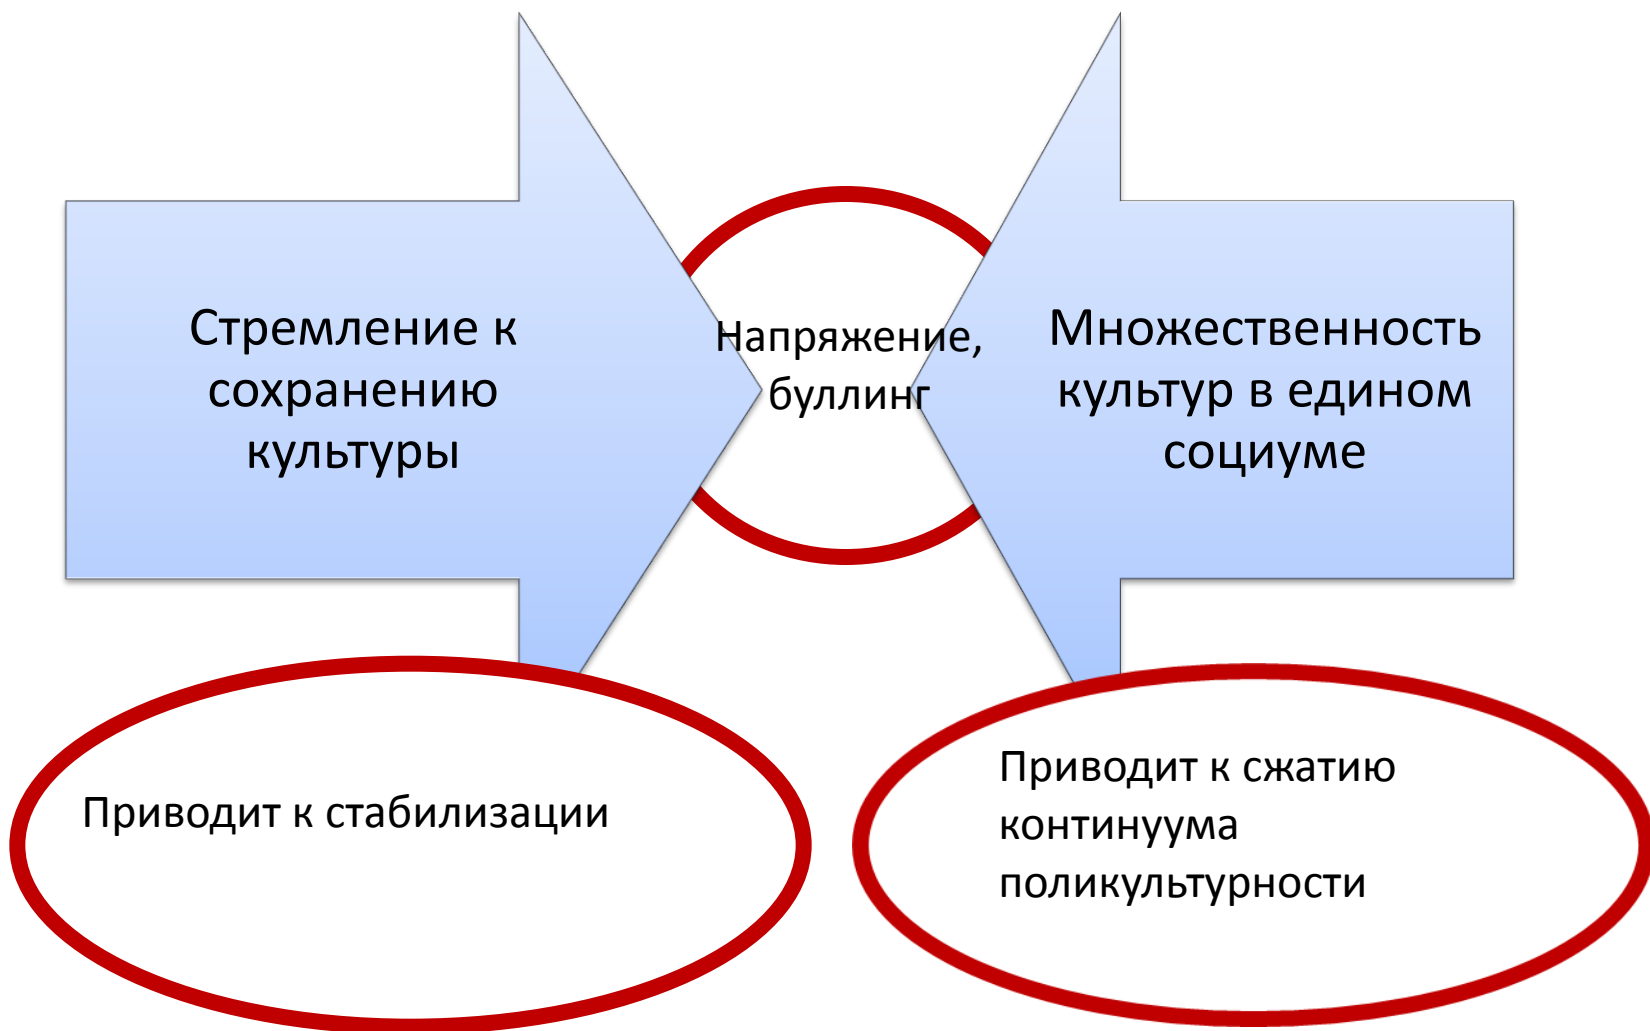 Стремление к
сохранению
культуры
Напряжение,
буллинг
Множественность
культур в едином
социуме
Приводит к стабилизации
Приводит к сжатию
континуума
поликультурности